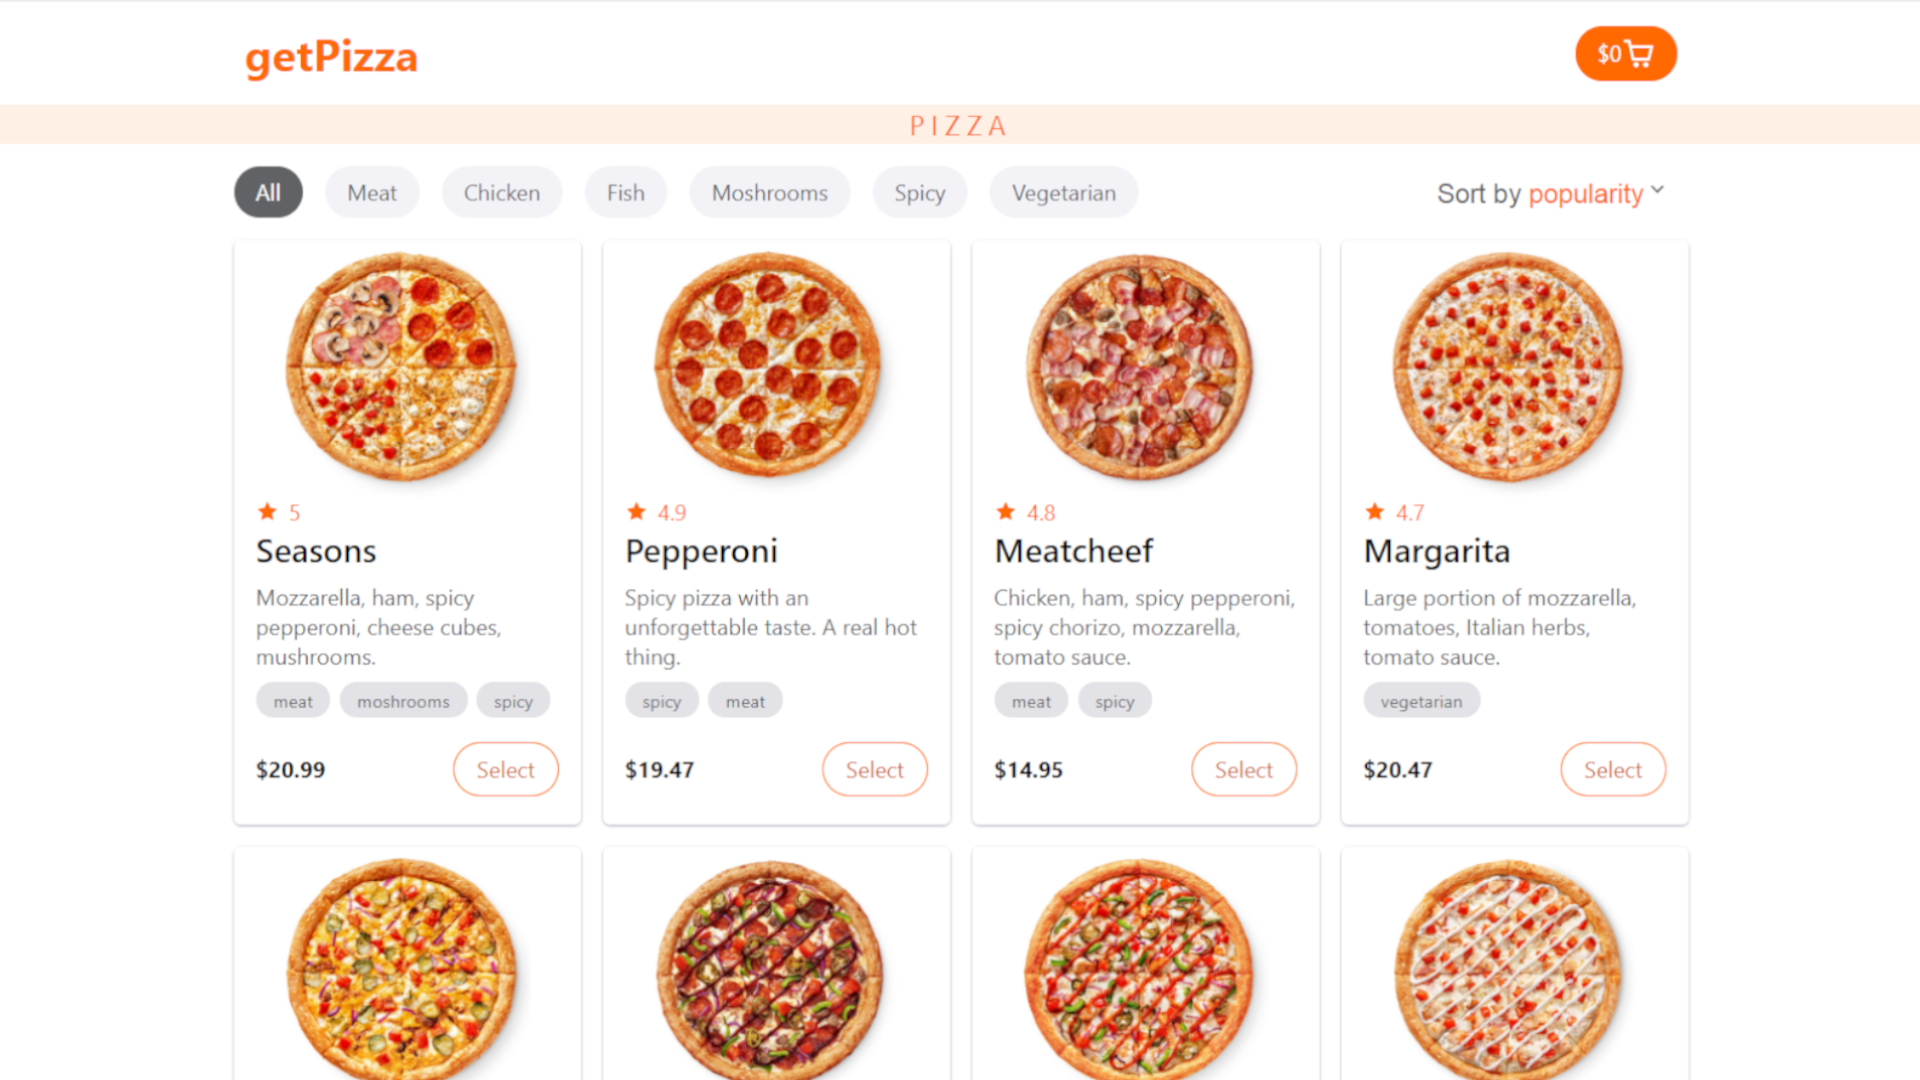 getPizza
$0
PIZZA
All Meat Chicken Fish Moshrooms Spicy Vegetarian Sort by popularity
5
Seasons
Mozzarella, ham, spicy
pepperoni, cheese cubes,
mushrooms.
meat moshrooms spicy
$20.99 Select
4.9
Pepperoni
Spicy pizza with an
unforgettable taste. A real hot
thing.
spicy meat
$19.47 Select
4.8
Meatcheef
Chicken, ham, spicy pepperoni,
spicy chorizo, mozzarella,
tomato sauce.
meat spicy
$14.95 Select
4.7
Margarita
Large portion of mozzarella,
tomatoes, Italian herbs,
tomato sauce.
vegetarian
$20.47 Select